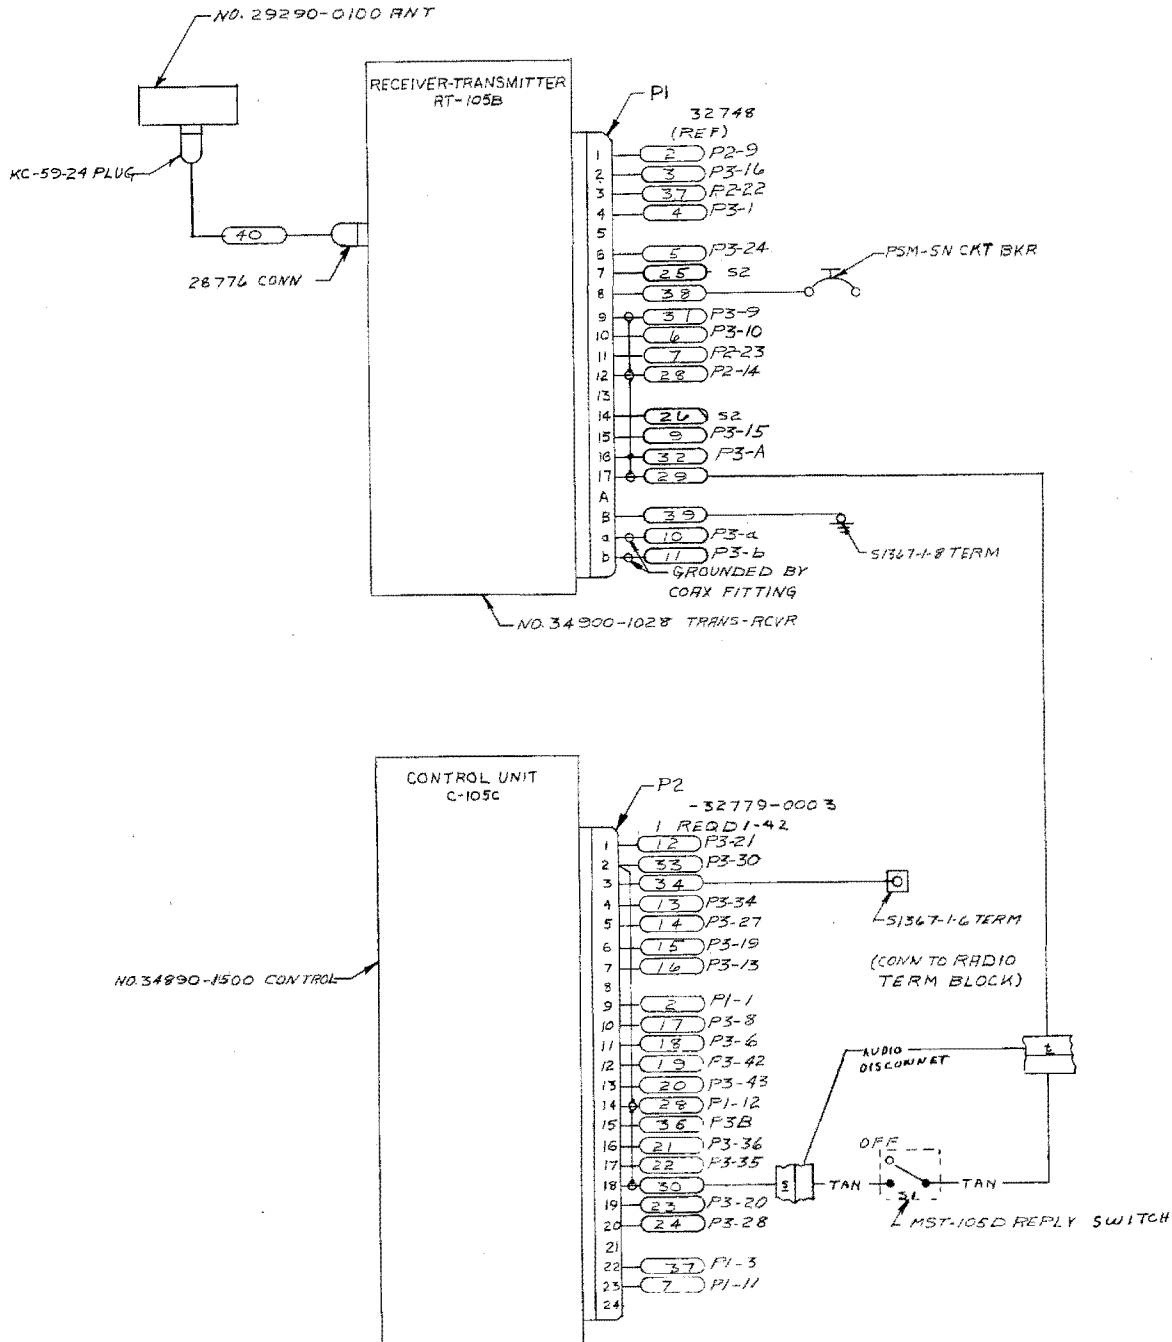 NO. 29290-0100 ANT
RECEIVER-TRANSMITTER
RT-105B
P1
32748
(REF)
KC-59-24 PLUG
40
28776 CONN
1 2 P2-9
2 3 P3-16
3 37 P2-22
4 4 P3-1
5
6 5 P3-24
7 25 S2
8 38
PSM-5N CKT BKR
9 31 P3-9
10 6 P3-10
11 7 P2-23
12 28 P2-14
13
14 26 S2
15 9 P3-15
16 32 P3-A
17 29
A
B 39
S1367-1-8 TERM
a 10 P3-a
b 11 P3-b
GROUNDED BY
COAX FITTING
NO. 34900-1028 TRANS-RCVR
CONTROL UNIT
C-105C
P2
-32779-0003
1 REQD 1-42
1 12 P3-21
2 33 P3-30
3 34
4 13 P3-34
5 14 P3-27
6 15 P3-19
7 16 P3-13
8
S1367-1-6 TERM
(CONN TO RADIO
TERM BLOCK)
NO. 34890-1500 CONTROL
9 2 P1-1
10 17 P3-8
11 18 P3-6
12 19 P3-42
13 20 P3-43
14 28 P1-12
15 36 P3B
16 21 P3-36
17 22 P3-35
18 30
19 23 P3-20
20 24 P3-28
21
22 37 P1-3
23 7 P1-11
24
AUDIO
DISCONNET
t
OFF
s
TAN
TAN
MST-105D REPLY SWITCH